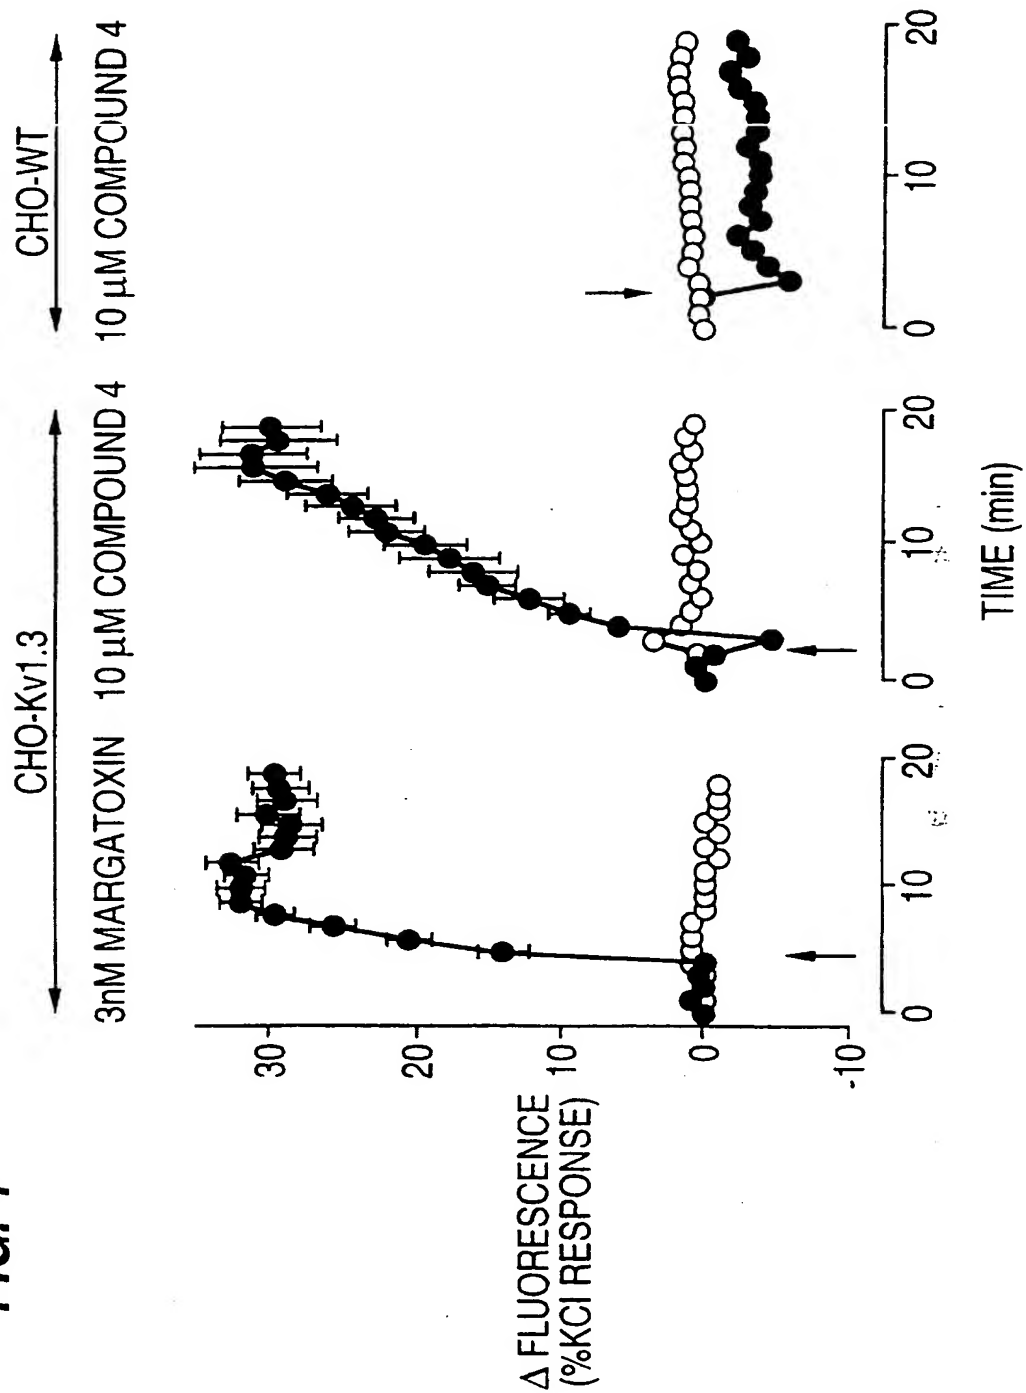 CHO-Kv1.3
CHO-WT
3nM MARGATOXIN
10 µM COMPOUND 4
10 µM COMPOUND 4
Δ FLUORESCENCE
(%KCl RESPONSE)
30
20
10
0
-10
0
10
20
0
10
20
0
10
20
TIME (min)